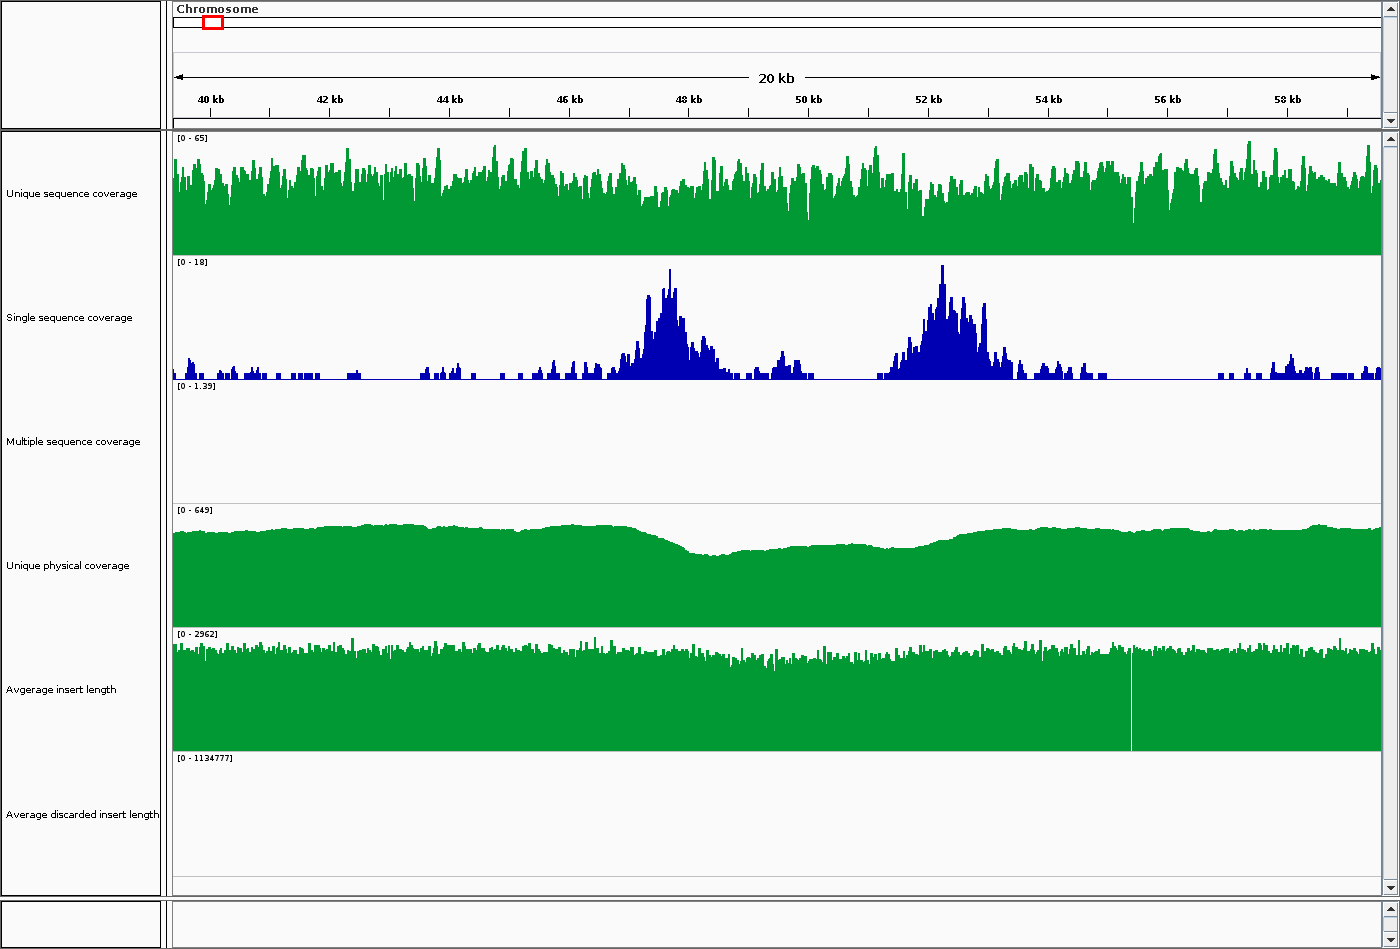 Chromosome
20 kb
40 kb 42 kb 44 kb 46 kb 48 kb 50 kb 52 kb 54 kb 56 kb 58 kb
[0 - 65]
Unique sequence coverage
[0 - 18]
Single sequence coverage
[0 - 1.39]
Multiple sequence coverage
[0 - 649]
Unique physical coverage
[0 - 2962]
Avgerage insert length
[0 - 1134777]
Average discarded insert length